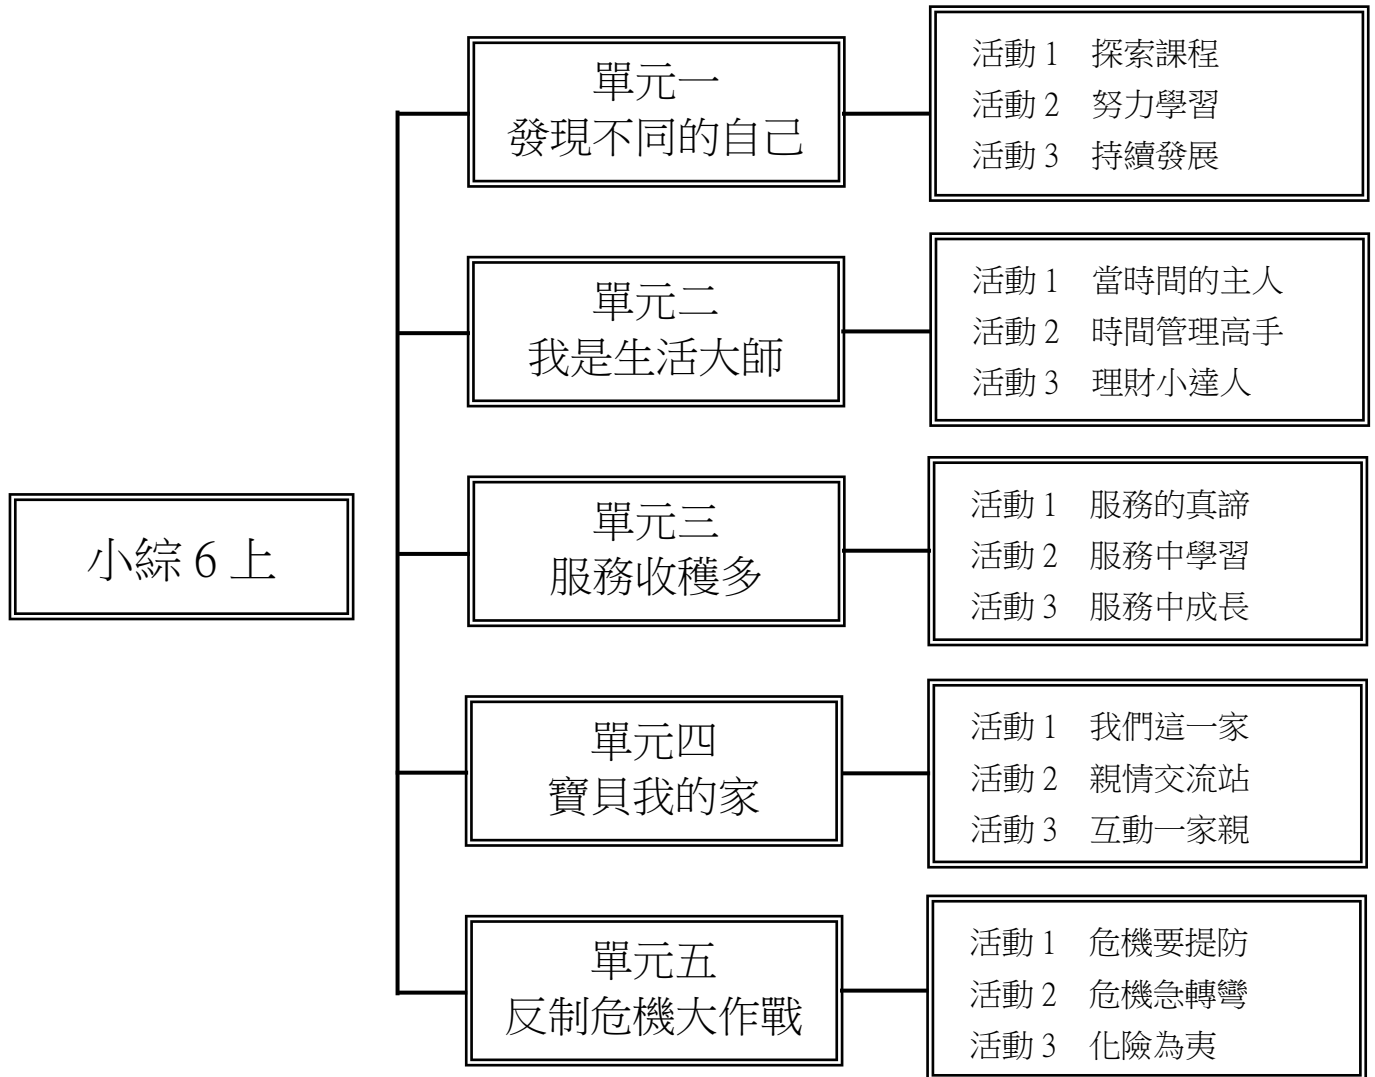 小綜 6 上
單元一
發現不同的自己
活動 1　探索課程
活動 2　努力學習
活動 3　持續發展
單元二
我是生活大師
活動 1　當時間的主人
活動 2　時間管理高手
活動 3　理財小達人
單元三
服務收穫多
活動 1　服務的真諦
活動 2　服務中學習
活動 3　服務中成長
單元四
寶貝我的家
活動 1　我們這一家
活動 2　親情交流站
活動 3　互動一家親
單元五
反制危機大作戰
活動 1　危機要提防
活動 2　危機急轉彎
活動 3　化險為夷